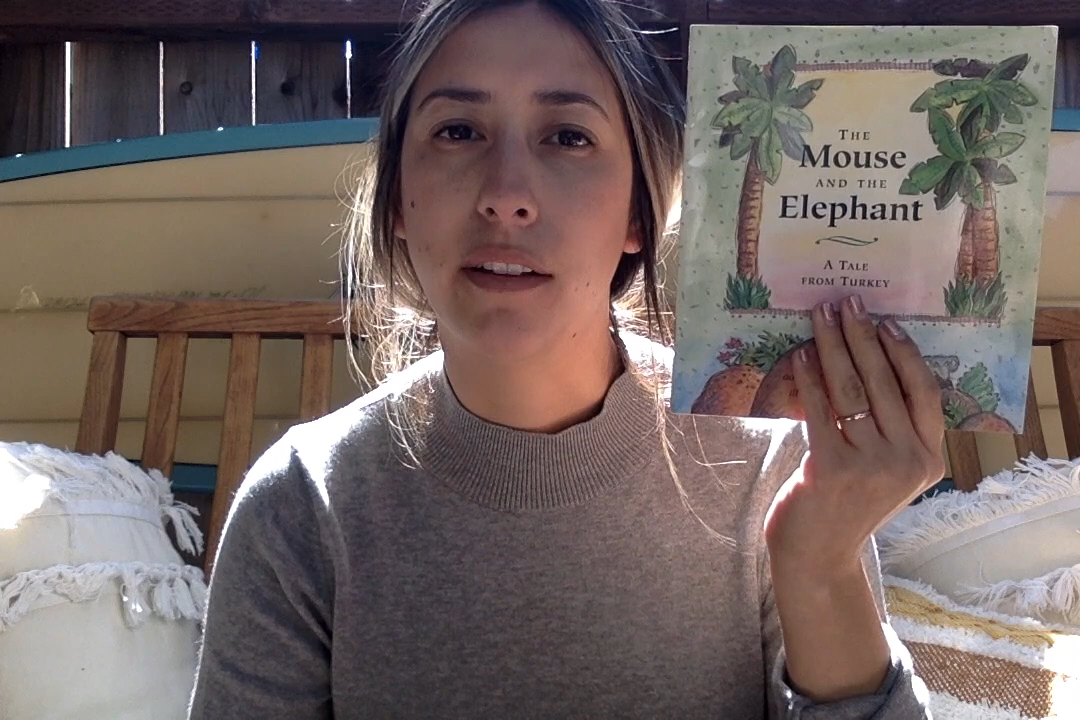 THE
Mouse
AND THE
Elephant
A TALE
FROM TURKEY